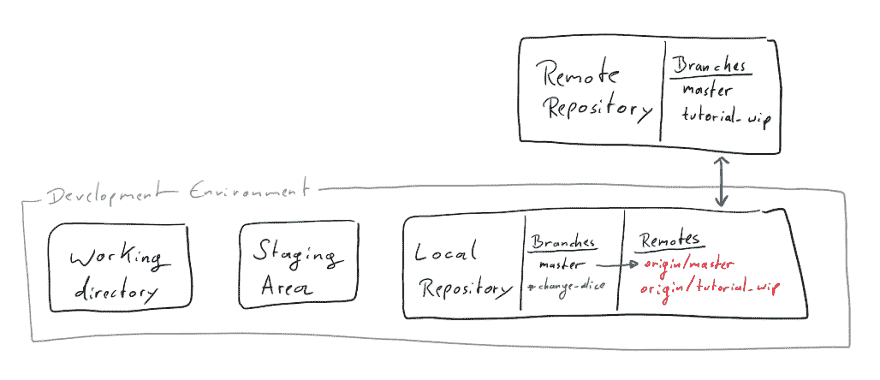 Remote
Repository
Branches
master
tutorial_wip
Development Environment
Working
directory
Staging
Area
Local
Repository
Branches
master
*change-dice
Remotes
origin/master
origin/tutorial_wip